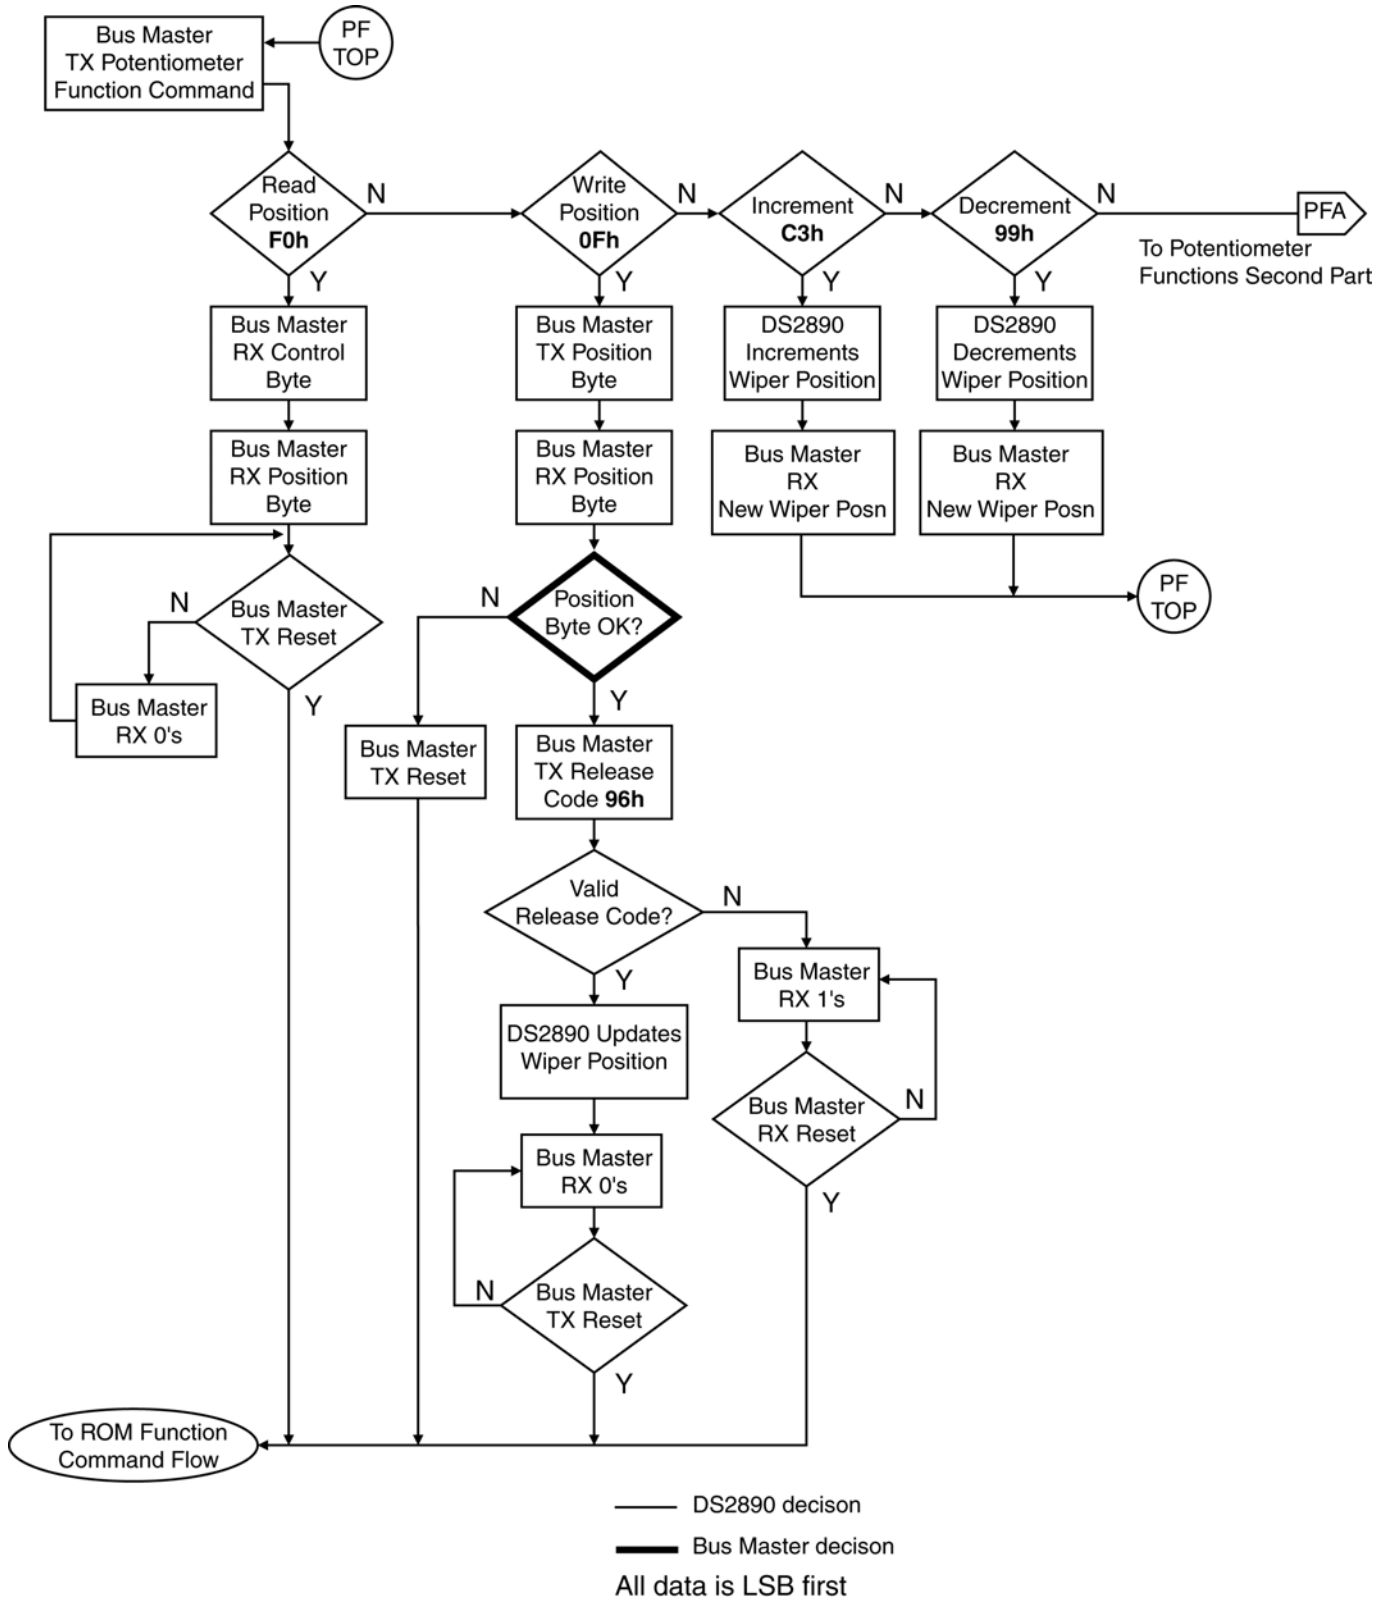 Bus Master
TX Potentiometer
Function Command
PF
TOP
Read
Position
F0h
N
Y
Write
Position
0Fh
N
Y
Increment
C3h
N
Y
Decrement
99h
N
Y
PFA
To Potentiometer
Functions Second Part
Bus Master
RX Control
Byte
Bus Master
TX Position
Byte
DS2890
Increments
Wiper Position
DS2890
Decrements
Wiper Position
Bus Master
RX Position
Byte
Bus Master
RX Position
Byte
Bus Master
RX
New Wiper Posn
Bus Master
RX
New Wiper Posn
PF
TOP
N
Bus Master
TX Reset
Y
Bus Master
RX 0's
N
Position
Byte OK?
Y
Bus Master
TX Reset
Bus Master
TX Release
Code 96h
Valid
Release Code?
N
Y
Bus Master
RX 1's
DS2890 Updates
Wiper Position
Bus Master
RX Reset
N
Y
Bus Master
RX 0's
N
Bus Master
TX Reset
Y
To ROM Function
Command Flow
DS2890 decison
Bus Master decison
All data is LSB first